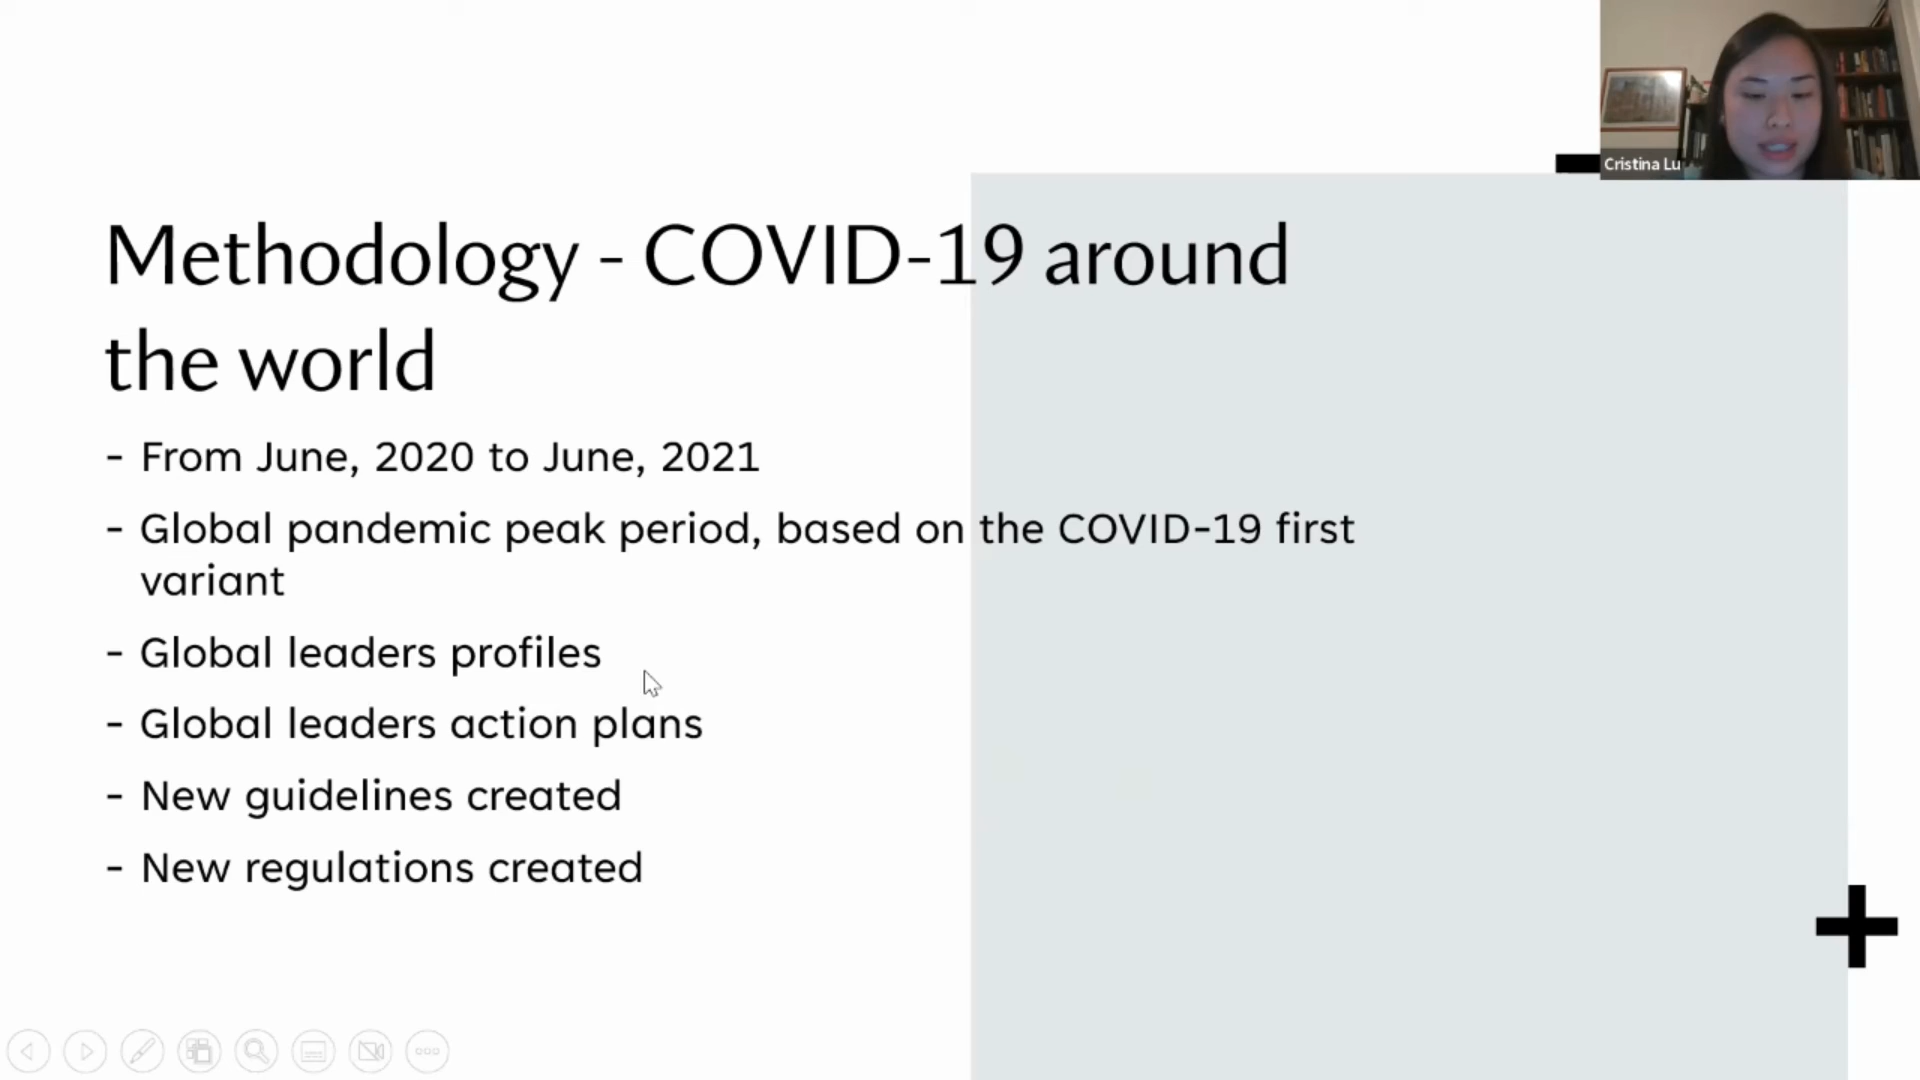 Cristina Lu
Methodology - COVID-19 around
the world
- From June, 2020 to June, 2021
- Global pandemic peak period, based on the COVID-19 first
variant
- Global leaders profiles
- Global leaders action plans
- New guidelines created
- New regulations created